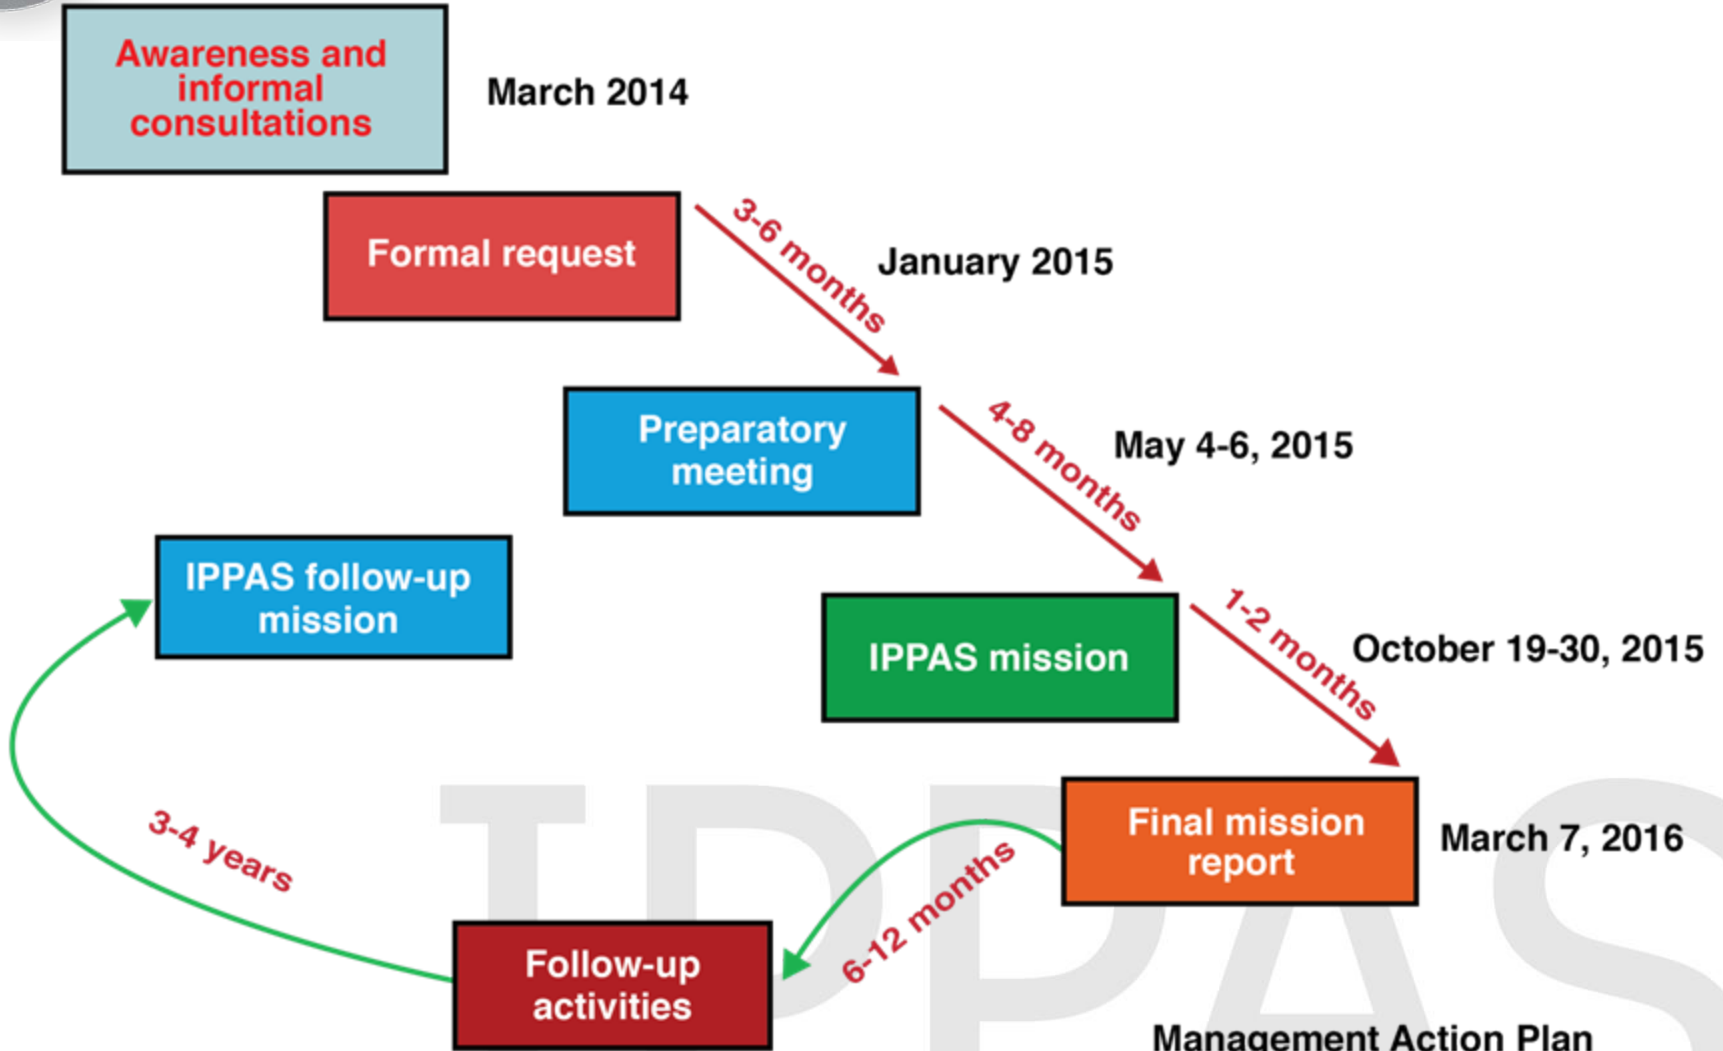 Awareness and
informal
consultations
March 2014
Formal request
3-6 months
January 2015
Preparatory
meeting
4-8 months
May 4-6, 2015
IPPAS follow-up
mission
IPPAS mission
1-2 months
October 19-30, 2015
Final mission
report
March 7, 2016
3-4 years
6-12 months
Follow-up
activities
IPPAS
Management Action Plan